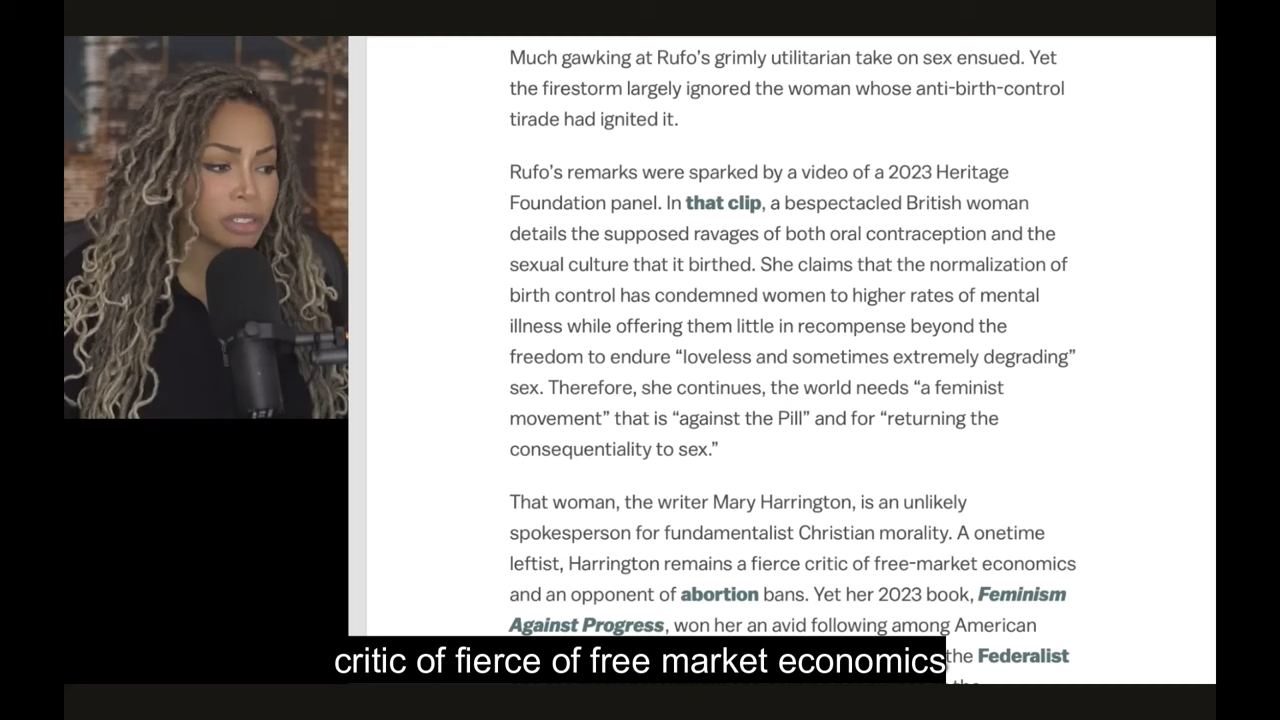 Much gawking at Rufo’s grimly utilitarian take on sex ensued. Yet
the firestorm largely ignored the woman whose anti-birth-control
tirade had ignited it.
Rufo’s remarks were sparked by a video of a 2023 Heritage
Foundation panel. In that clip, a bespectacled British woman
details the supposed ravages of both oral contraception and the
sexual culture that it birthed. She claims that the normalization of
birth control has condemned women to higher rates of mental
illness while offering them little in recompense beyond the
freedom to endure “loveless and sometimes extremely degrading”
sex. Therefore, she continues, the world needs “a feminist
movement” that is “against the Pill” and for “returning the
consequentiality to sex.”
That woman, the writer Mary Harrington, is an unlikely
spokesperson for fundamentalist Christian morality. A onetime
leftist, Harrington remains a fierce critic of free-market economics
and an opponent of abortion bans. Yet her 2023 book, Feminism
Against Progress, won her an avid following among American
the Federalist
critic of fierce of free market economics